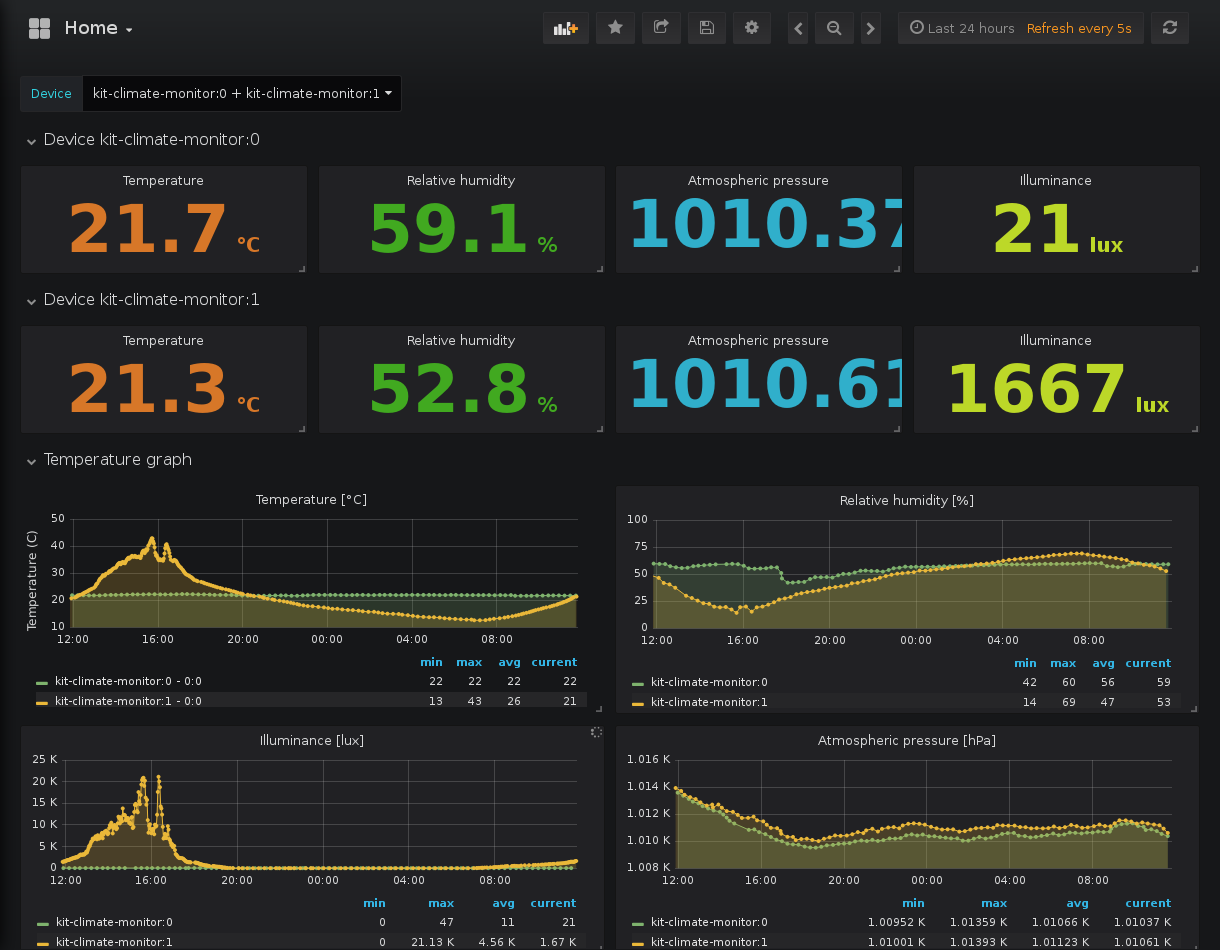 Home
Last 24 hours Refresh every 5s
Device kit-climate-monitor:0 + kit-climate-monitor:1
Device kit-climate-monitor:0
Temperature Relative humidity Atmospheric pressure Illuminance
21.7 °C 59.1 % 1010.37 21 lux
Device kit-climate-monitor:1
Temperature Relative humidity Atmospheric pressure Illuminance
21.3 °C 52.8 % 1010.61 1667 lux
Temperature graph
Temperature [°C]
Temperature (C)
50
40
30
20
10
12:00 16:00 20:00 00:00 04:00 08:00
min max avg current
kit-climate-monitor:0 - 0:0 22 22 22 22
kit-climate-monitor:1 - 0:0 13 43 26 21
Relative humidity [%]
100
75
50
25
0
12:00 16:00 20:00 00:00 04:00 08:00
min max avg current
kit-climate-monitor:0 42 60 56 59
kit-climate-monitor:1 14 69 47 53
Illuminance [lux]
25 K
20 K
15 K
10 K
5 K
0
12:00 16:00 20:00 00:00 04:00 08:00
min max avg current
kit-climate-monitor:0 0 47 11 21
kit-climate-monitor:1 0 21.13 K 4.56 K 1.67 K
Atmospheric pressure [hPa]
1.016 K
1.014 K
1.012 K
1.010 K
1.008 K
12:00 16:00 20:00 00:00 04:00 08:00
min max avg current
kit-climate-monitor:0 1.00952 K 1.01359 K 1.01066 K 1.01037 K
kit-climate-monitor:1 1.01001 K 1.01393 K 1.01123 K 1.01061 K